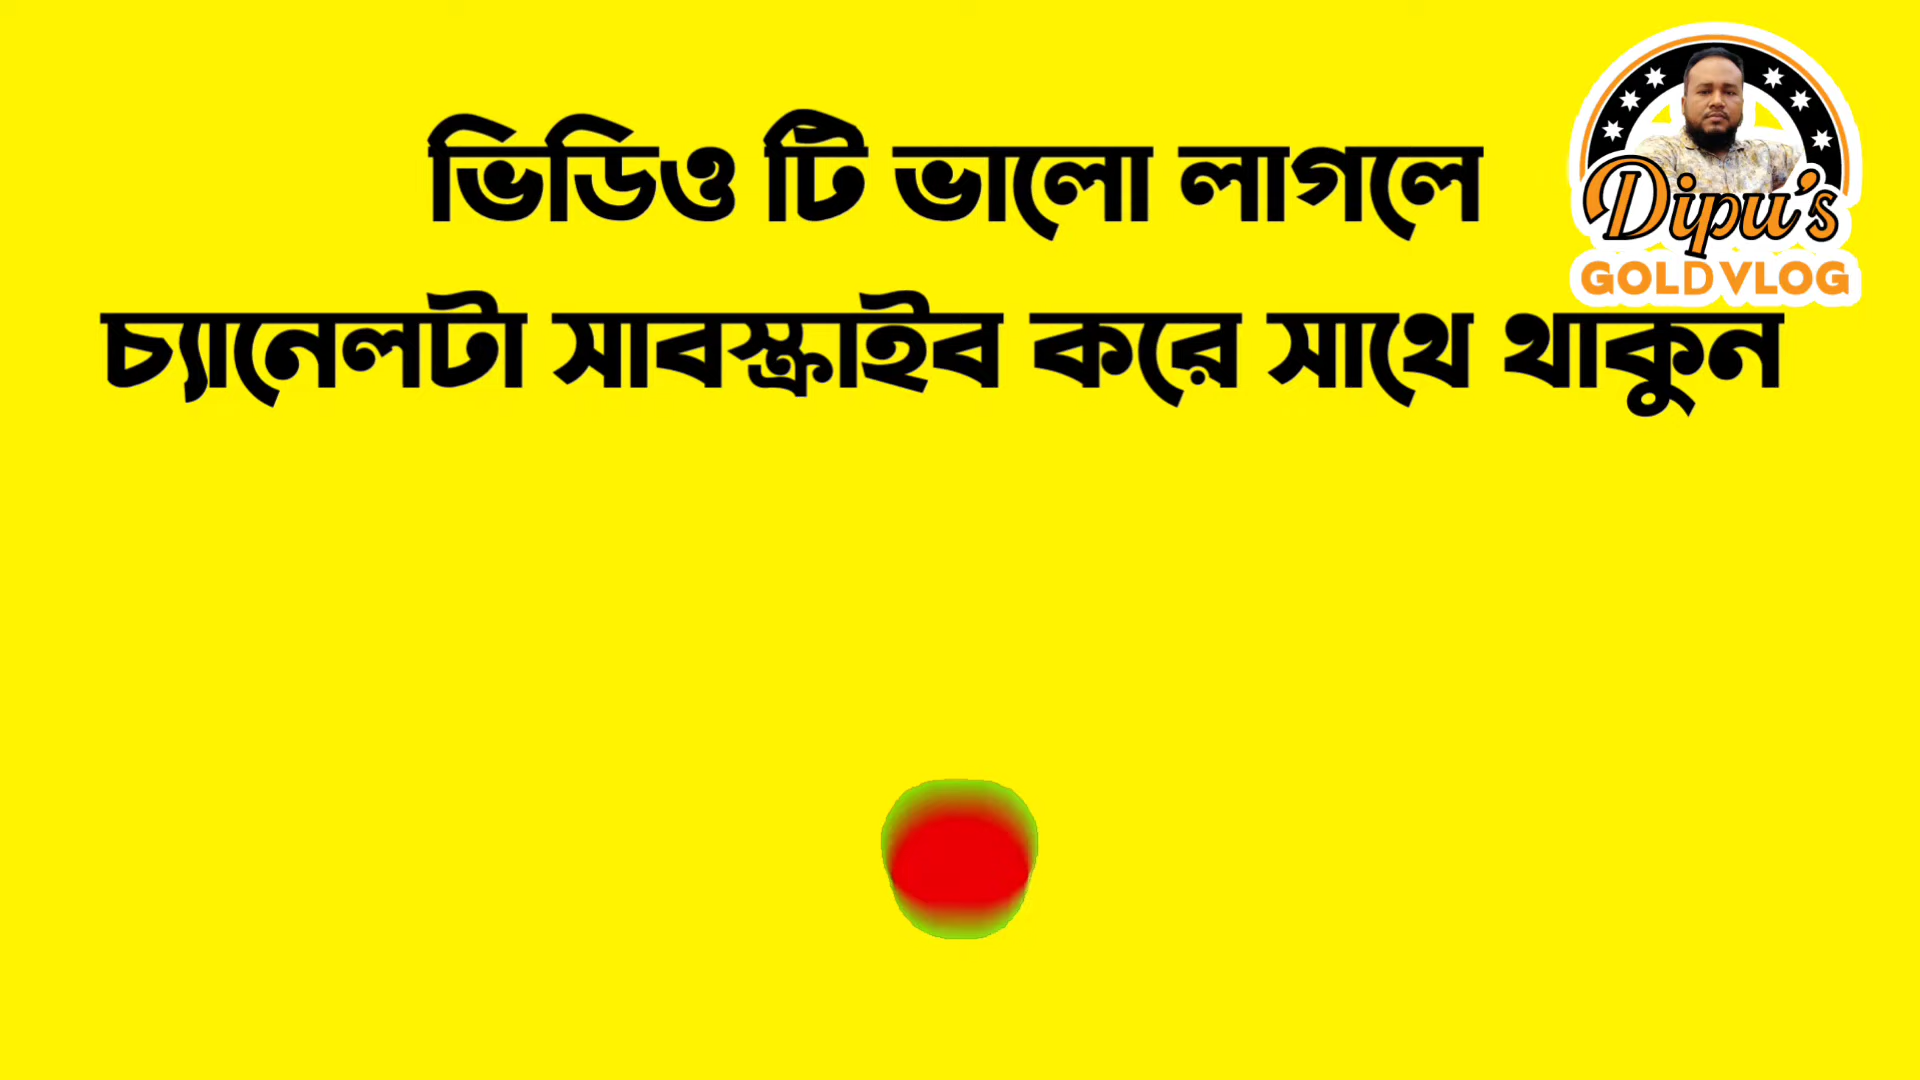 ভিডিও টি ভালো লাগলে
চ্যানেলটা সাবস্ক্রাইব করে সাথে থাকুন
Dipu's
GOLD VLOG